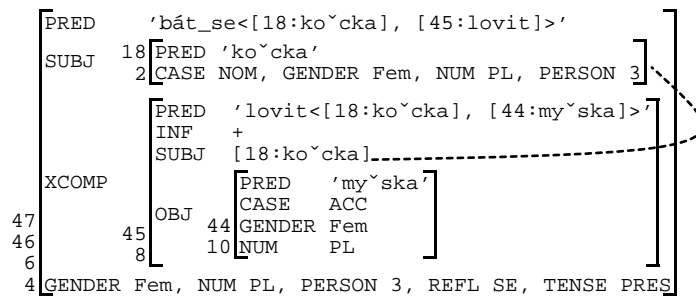 PRED 'bát_se<[18:koˇcka], [45:lovit]>'
SUBJ 18 PRED 'koˇcka'
2 CASE NOM, GENDER Fem, NUM PL, PERSON 3
PRED 'lovit<[18:koˇcka], [44:myˇska]>'
INF +
SUBJ [18:koˇcka]
XCOMP PRED 'myˇska'
CASE ACC
OBJ 44 GENDER Fem
47 45 10 NUM PL
46 8
6
4 GENDER Fem, NUM PL, PERSON 3, REFL SE, TENSE PRES